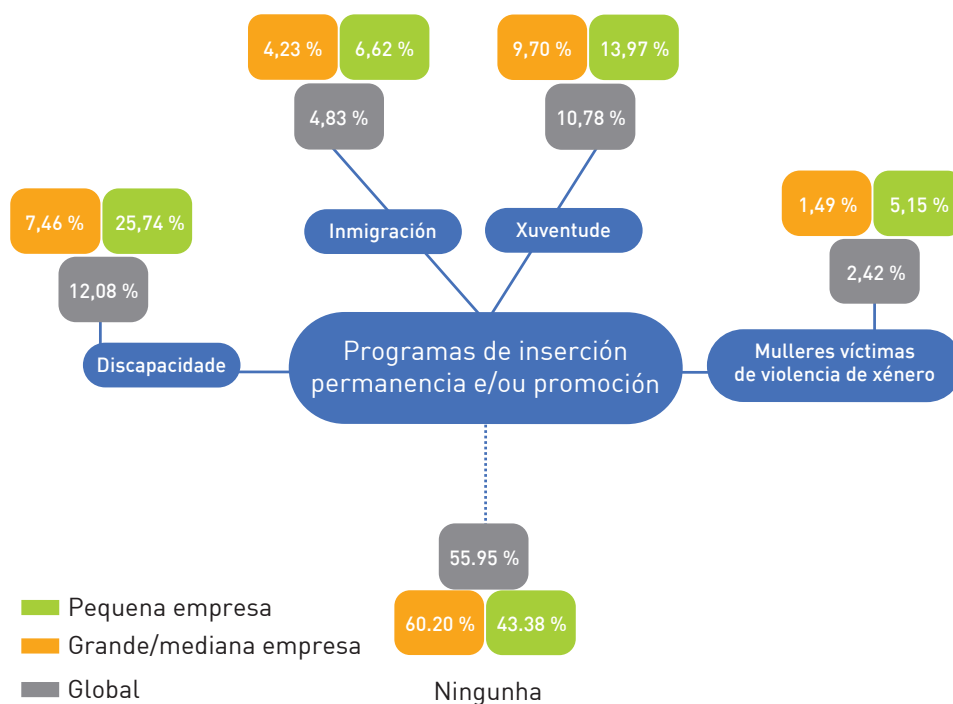 4,23 % 6,62 %
4,83 %
9,70 % 13,97 %
10,78 %
7,46 % 25,74 %
12,08 %
1,49 % 5,15 %
2,42 %
Inmigración
Xuventude
Discapacidade
Programas de inserción
permanencia e/ou promoción
Mulleres víctimas
de violencia de xénero
55.95 %
60.20 % 43.38 %
Ningunha
Pequena empresa
Grande/mediana empresa
Global